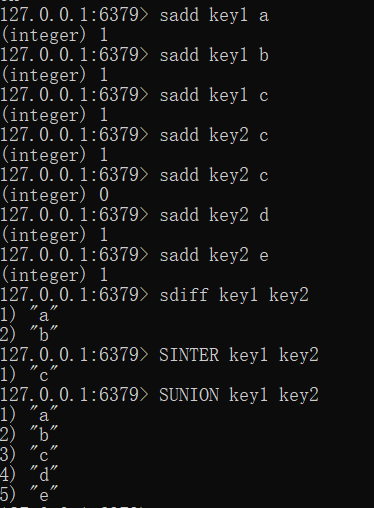 127.0.0.1:6379> sadd key1 a
(integer) 1
127.0.0.1:6379> sadd key1 b
(integer) 1
127.0.0.1:6379> sadd key1 c
(integer) 1
127.0.0.1:6379> sadd key2 c
(integer) 1
127.0.0.1:6379> sadd key2 c
(integer) 0
127.0.0.1:6379> sadd key2 d
(integer) 1
127.0.0.1:6379> sadd key2 e
(integer) 1
127.0.0.1:6379> sdiff key1 key2
1) "a"
2) "b"
127.0.0.1:6379> SINTER key1 key2
1) "c"
127.0.0.1:6379> SUNION key1 key2
1) "a"
2) "b"
3) "c"
4) "d"
5) "e"